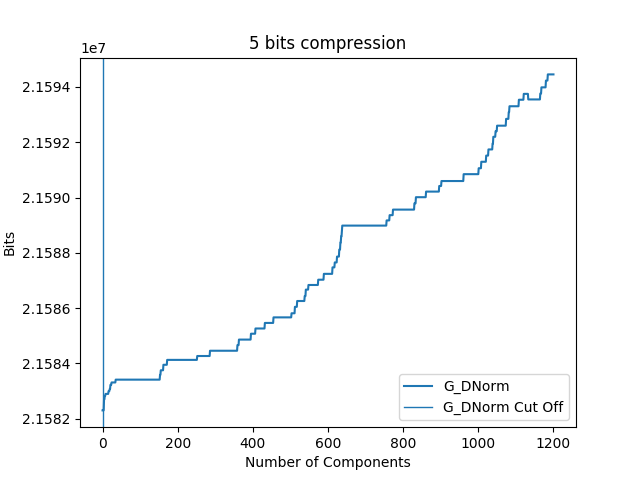 5 bits compression
1e7
2.1594
2.1592
2.1590
2.1588
2.1586
2.1584
2.1582
Bits
0 200 400 600 800 1000 1200
Number of Components
G_DNorm
G_DNorm Cut Off